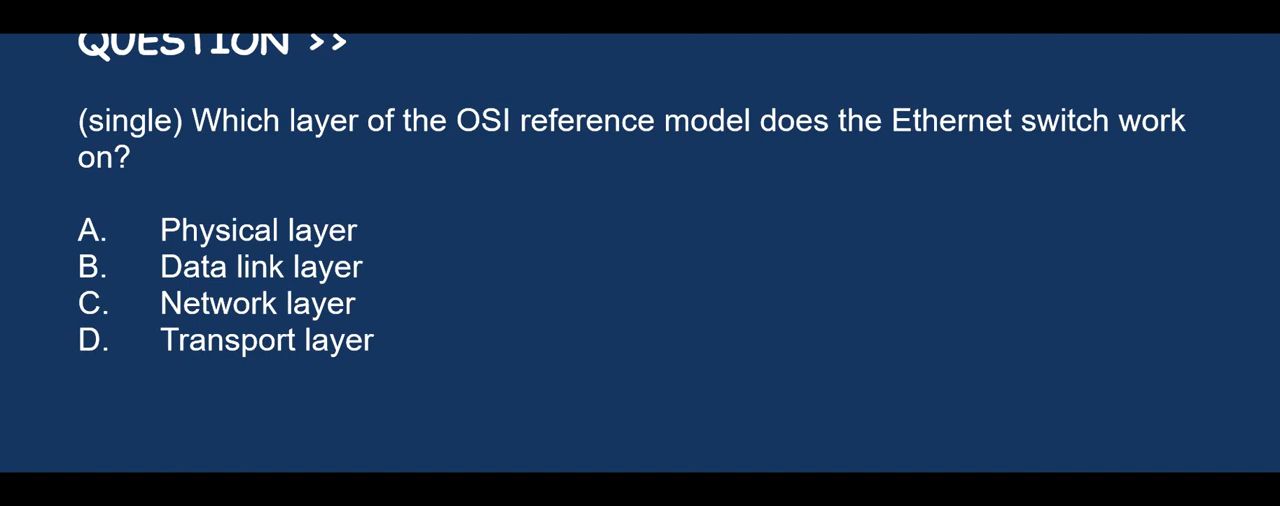 QUESTION >>
(single) Which layer of the OSI reference model does the Ethernet switch work
on?
A. Physical layer
B. Data link layer
C. Network layer
D. Transport layer